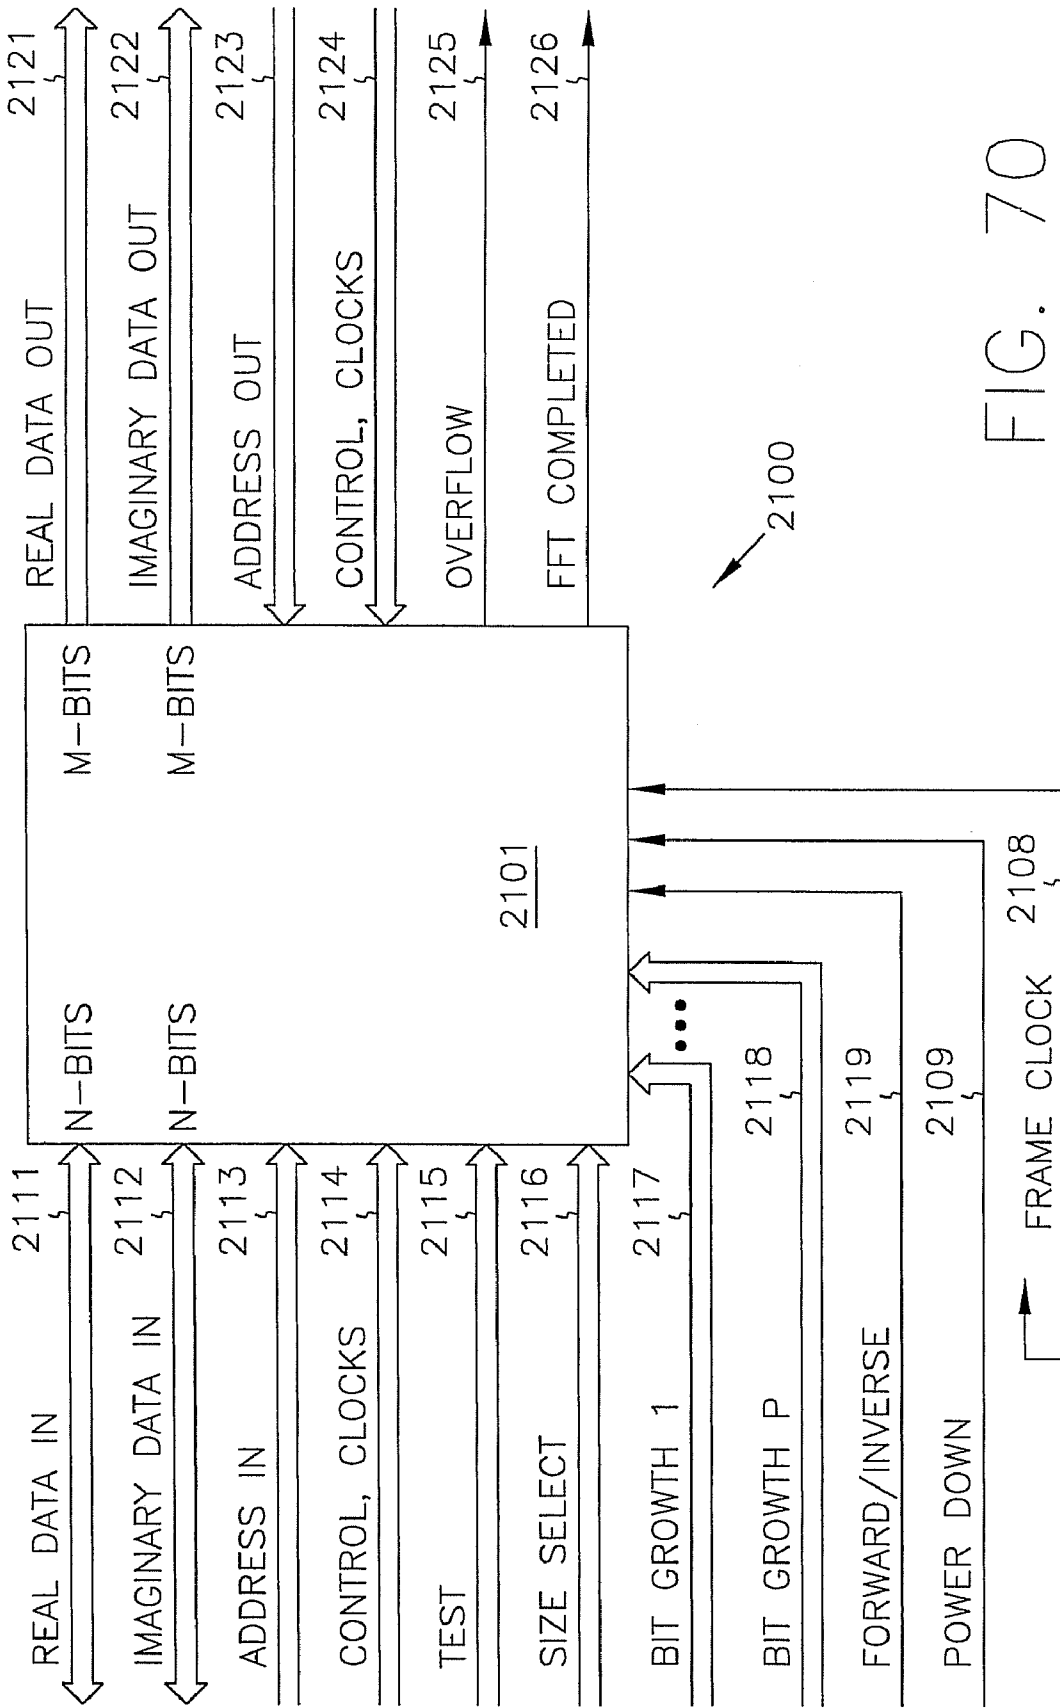 REAL DATA IN
2111
N-BITS
M-BITS
REAL DATA OUT
2121
IMAGINARY DATA IN
2112
N-BITS
M-BITS
IMAGINARY DATA OUT
2122
ADDRESS IN
2113
ADDRESS OUT
2123
CONTROL, CLOCKS
2114
CONTROL, CLOCKS
2124
TEST
2115
2101
OVERFLOW
2125
SIZE SELECT
2116
FFT COMPLETED
2126
BIT GROWTH 1
2117
BIT GROWTH P
2118
2100
FORWARD/INVERSE
2119
POWER DOWN
2109
FRAME CLOCK
2108
FIG. 70